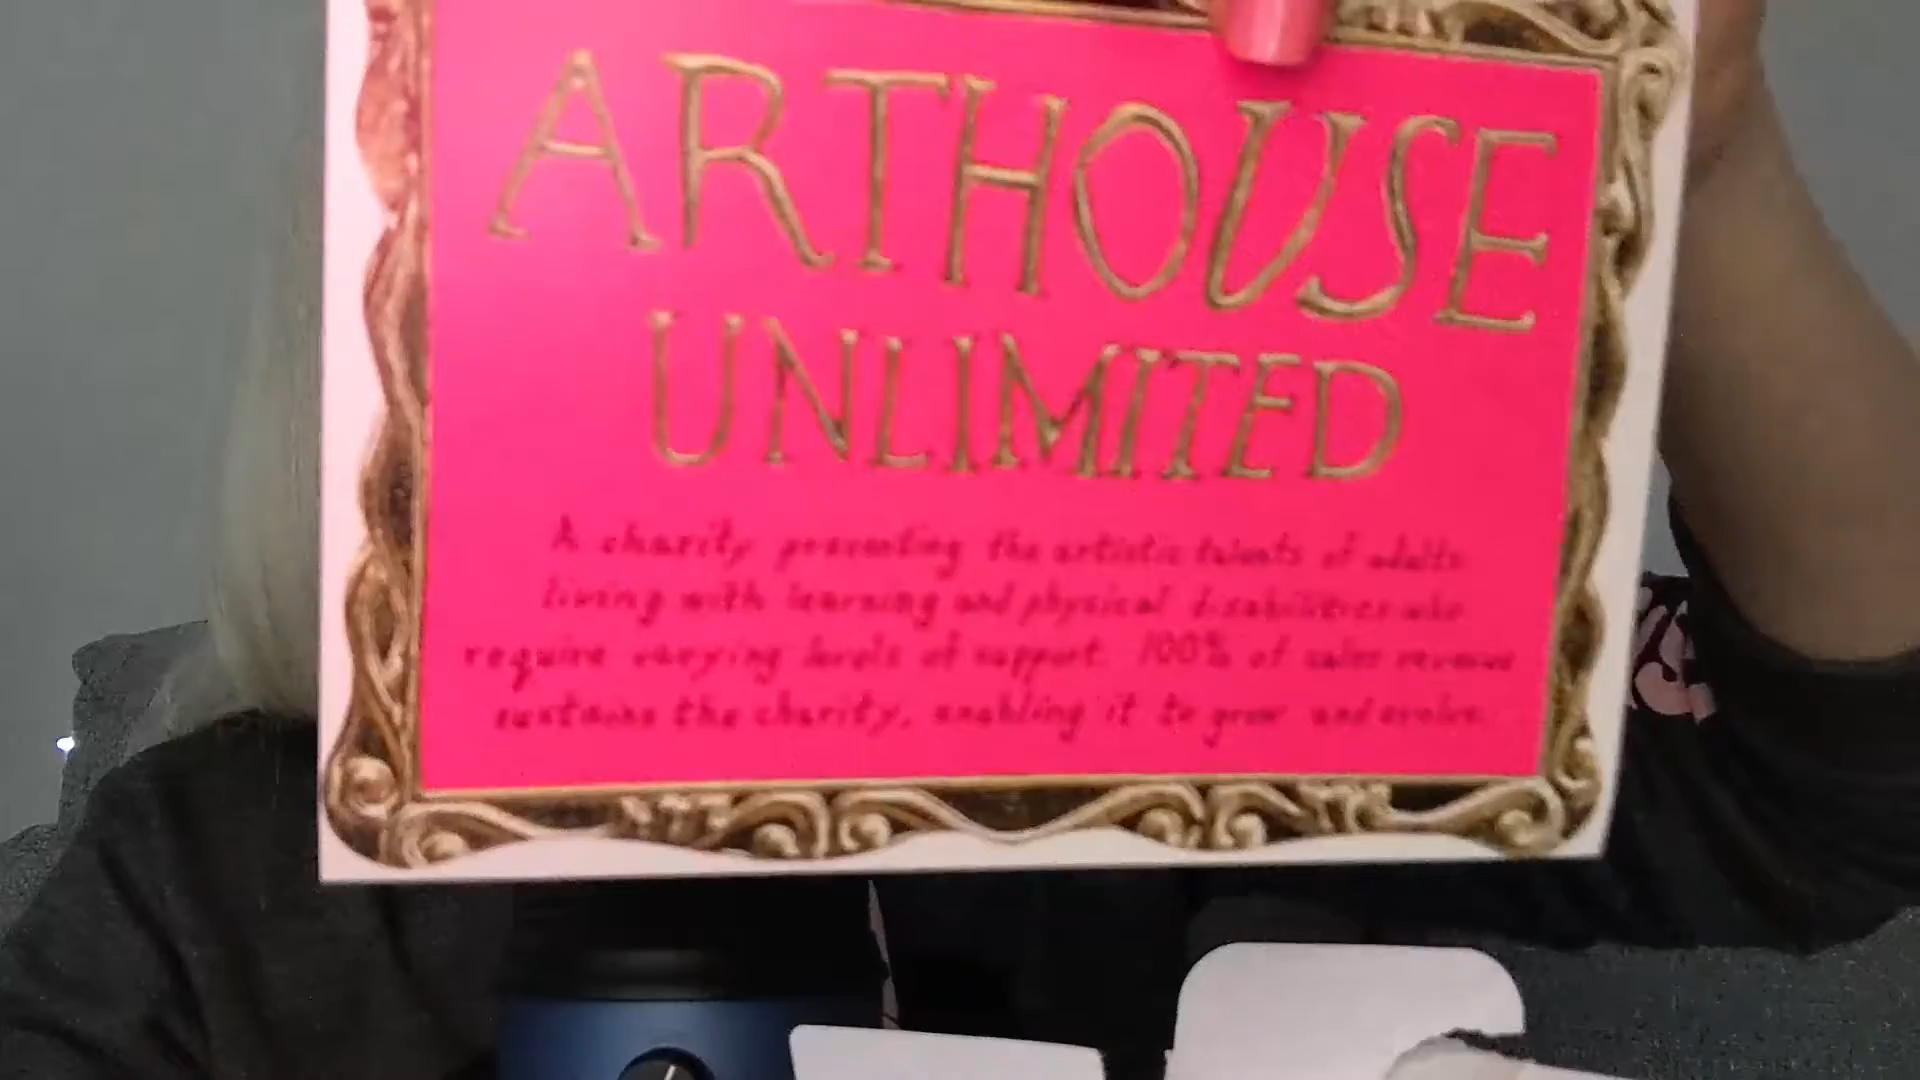 ARTHOUSE
UNLIMITED
A charity presenting the artistic talents of adults
living with learning and physical disabilities who
require varying levels of support. 100% of sales revenue
sustains the charity, enabling it to grow and evolve.